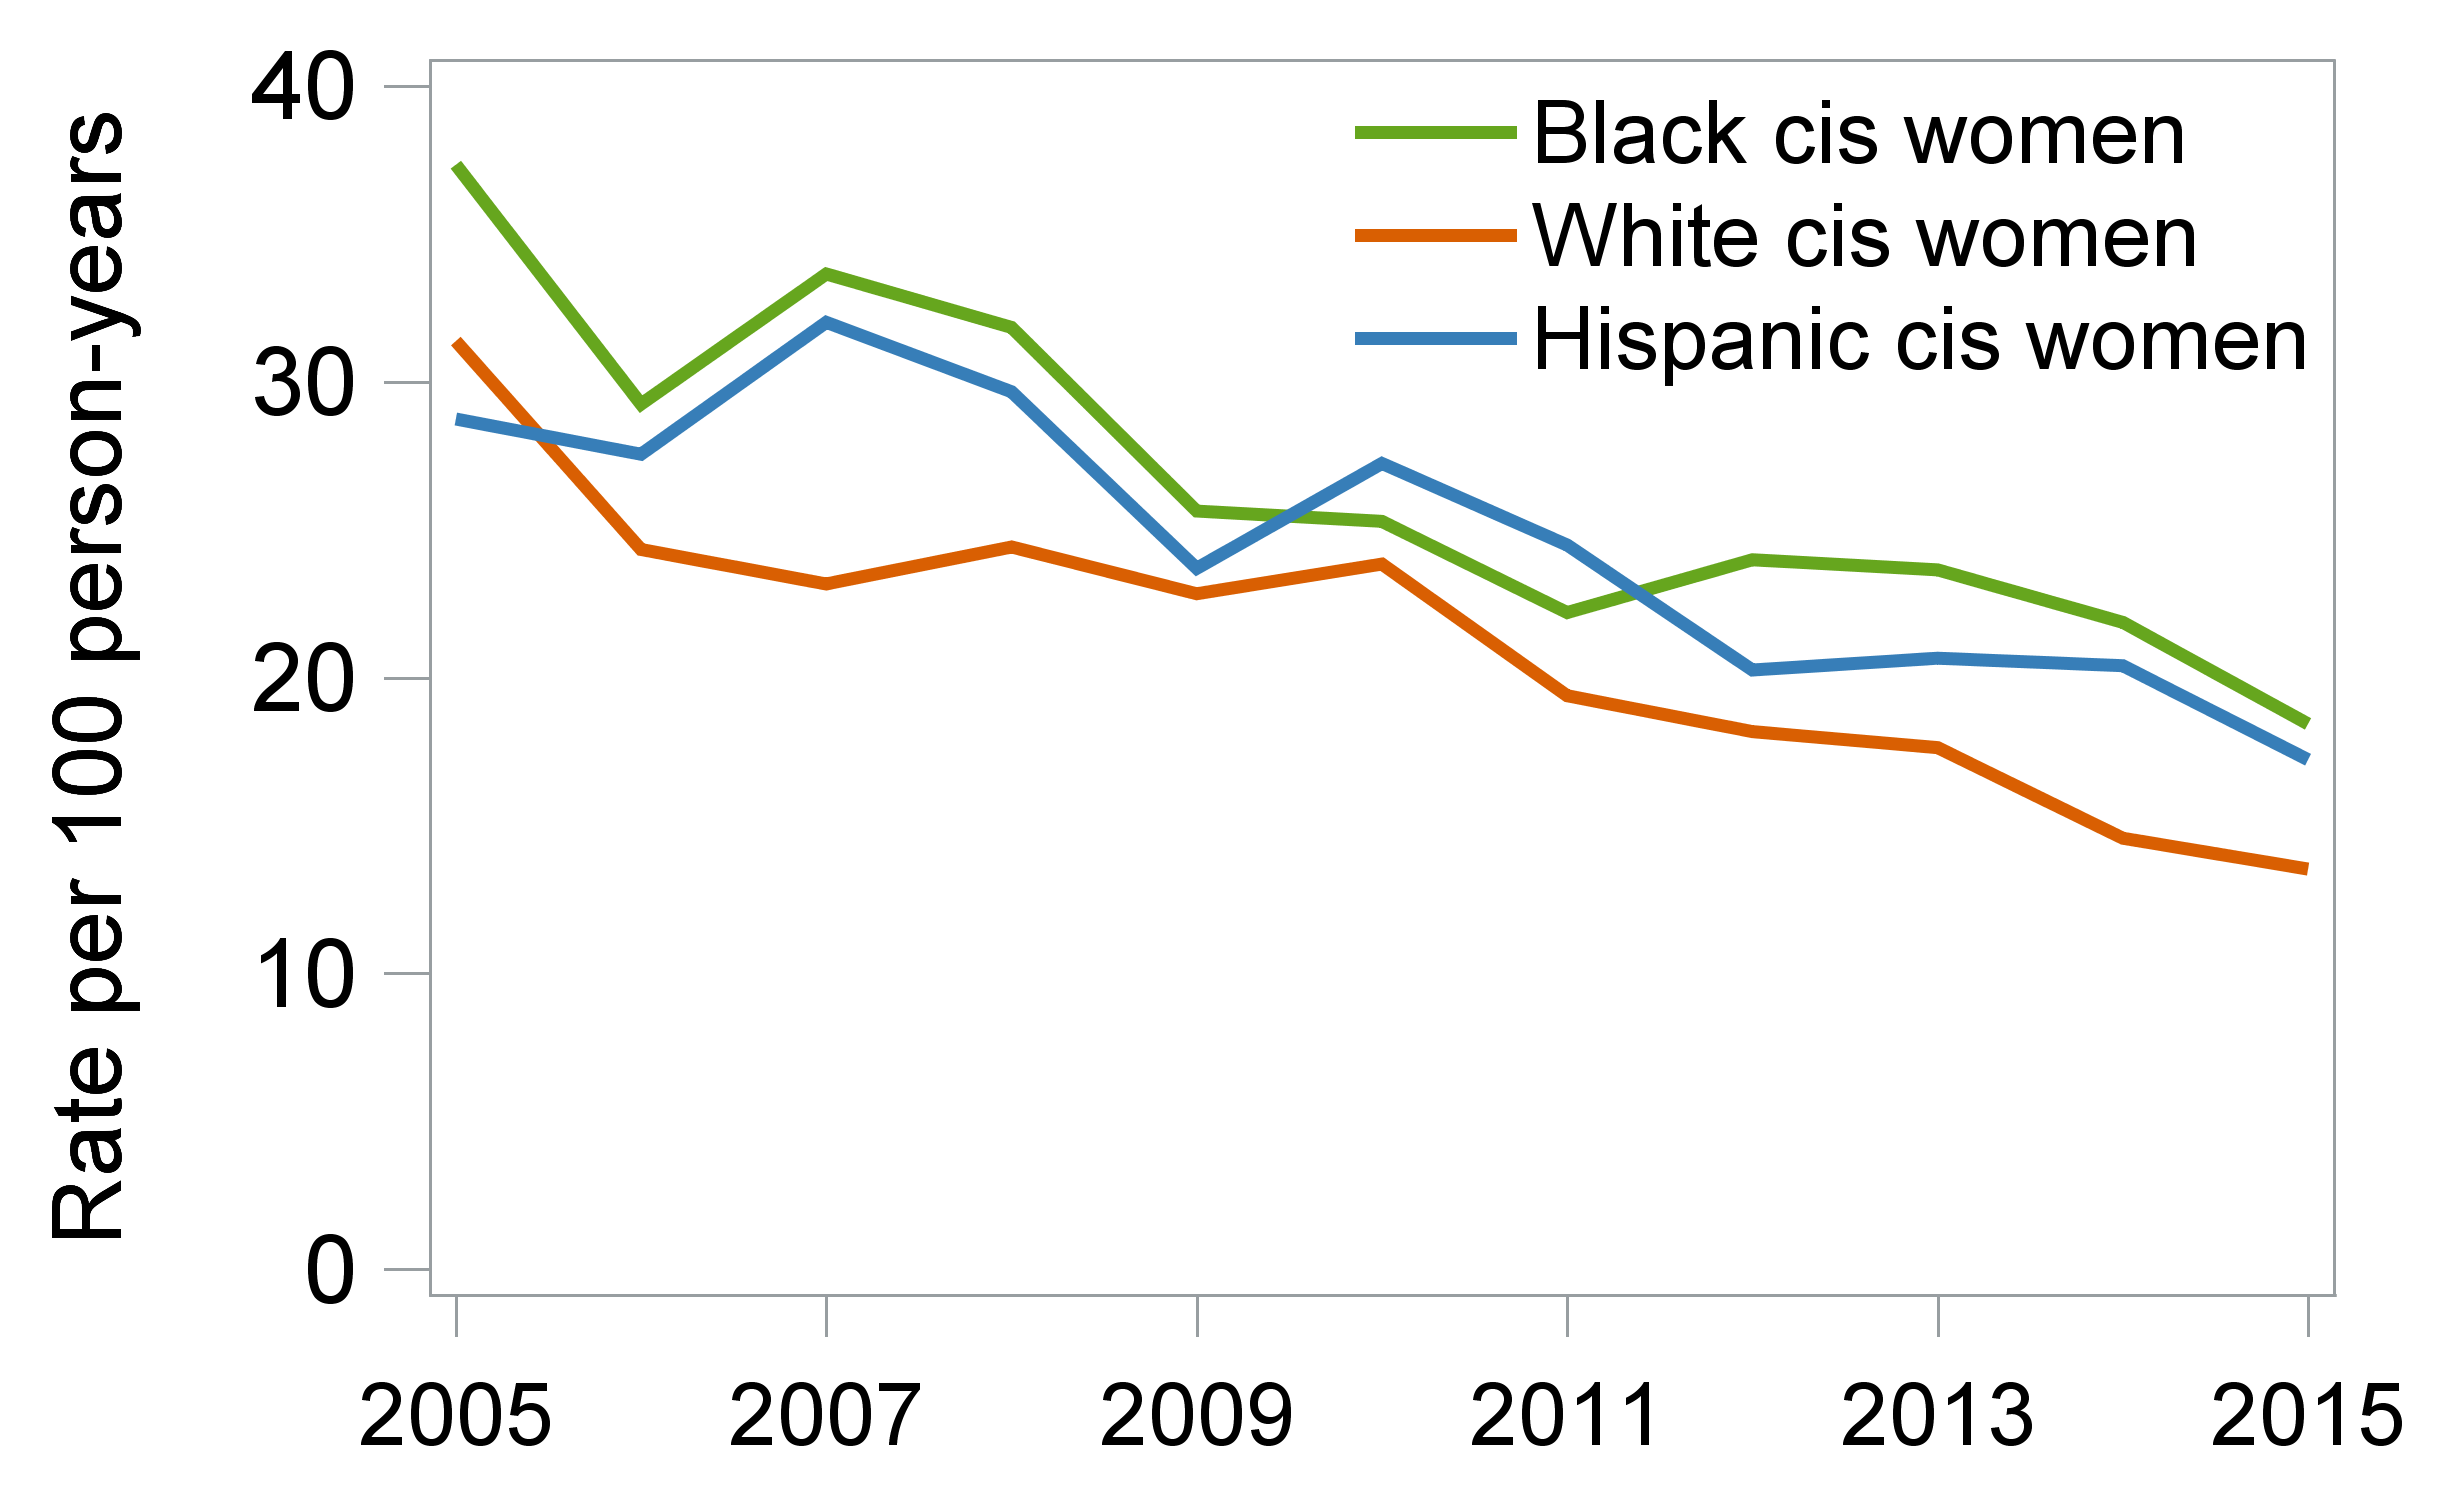 Rate per 100 person-years
40
30
20
10
0
Black cis women
White cis women
Hispanic cis women
2005 2007 2009 2011 2013 2015